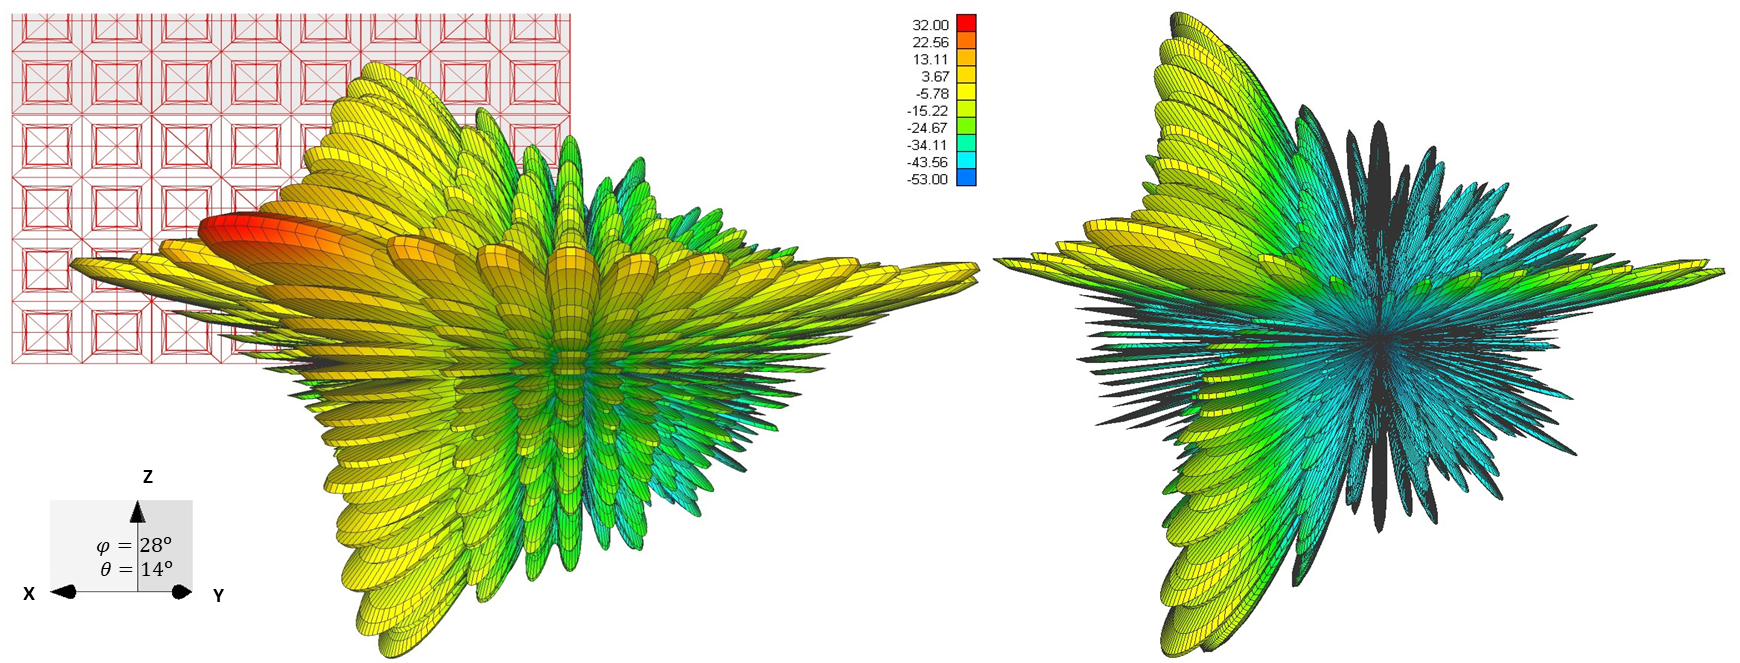 32.00
22.56
13.11
3.67
-5.78
-15.22
-24.67
-34.11
-43.56
-53.00
Z
φ = 28°
θ = 14°
X
Y